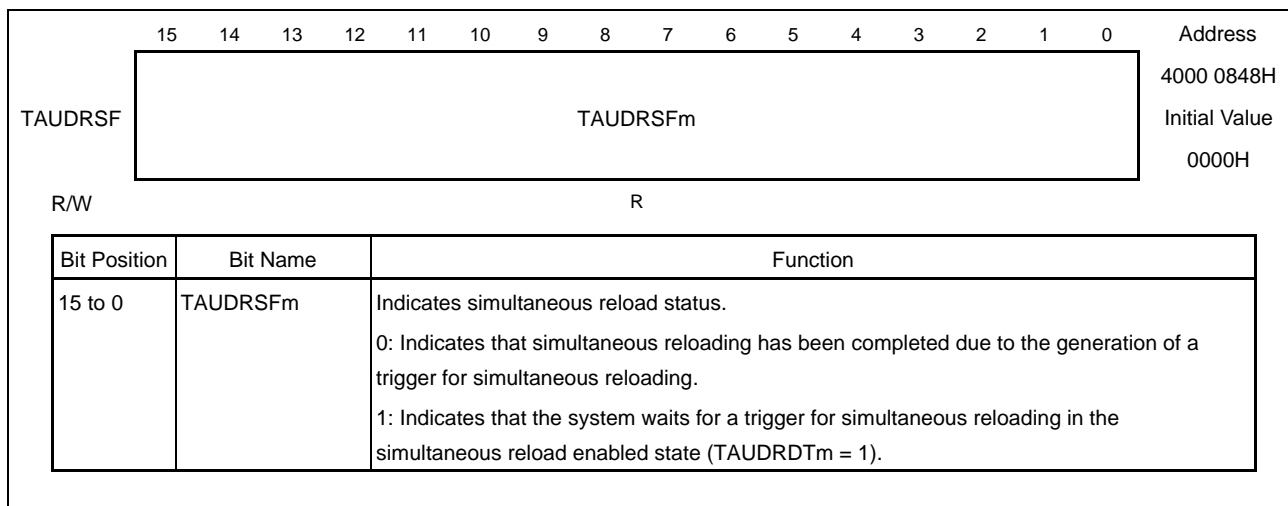 15 14 13 12 11 10 9 8 7 6 5 4 3 2 1 0 Address
4000 0848H
TAUDRSF TAUDRSFm Initial Value
0000H
R/W R
Bit Position Bit Name Function
15 to 0 TAUDRSFm Indicates simultaneous reload status.
0: Indicates that simultaneous reloading has been completed due to the generation of a
trigger for simultaneous reloading.
1: Indicates that the system waits for a trigger for simultaneous reloading in the
simultaneous reload enabled state (TAUDRDTm = 1).